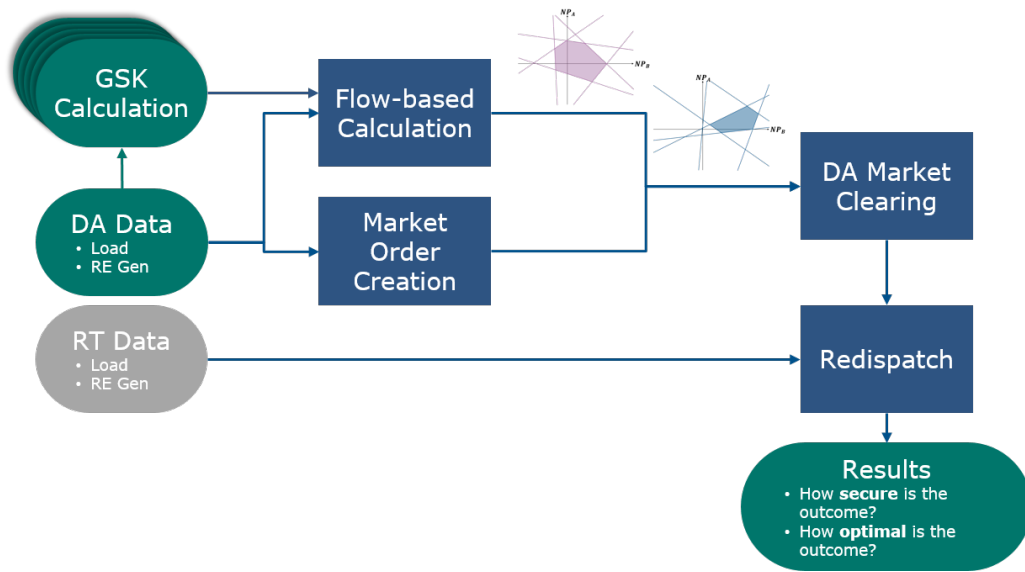 GSK
Calculation
Flow-based
Calculation
NP_A
NP_B
NP_A
NP_B
DA Market
Clearing
DA Data
• Load
• RE Gen
Market
Order
Creation
RT Data
• Load
• RE Gen
Redispatch
Results
• How secure is the
outcome?
• How optimal is the
outcome?